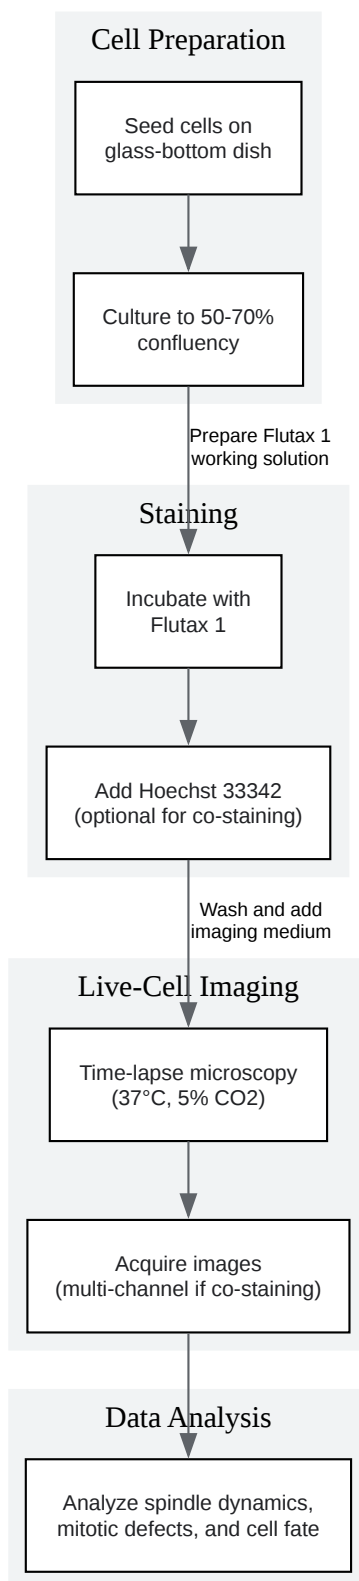 Cell Preparation
Seed cells on
glass-bottom dish
Culture to 50-70%
confluency
Prepare Flutax 1
working solution
Staining
Incubate with
Flutax 1
Add Hoechst 33342
(optional for co-staining)
Wash and add
imaging medium
Live-Cell Imaging
Time-lapse microscopy
(37°C, 5% CO2)
Acquire images
(multi-channel if co-staining)
Data Analysis
Analyze spindle dynamics,
mitotic defects, and cell fate